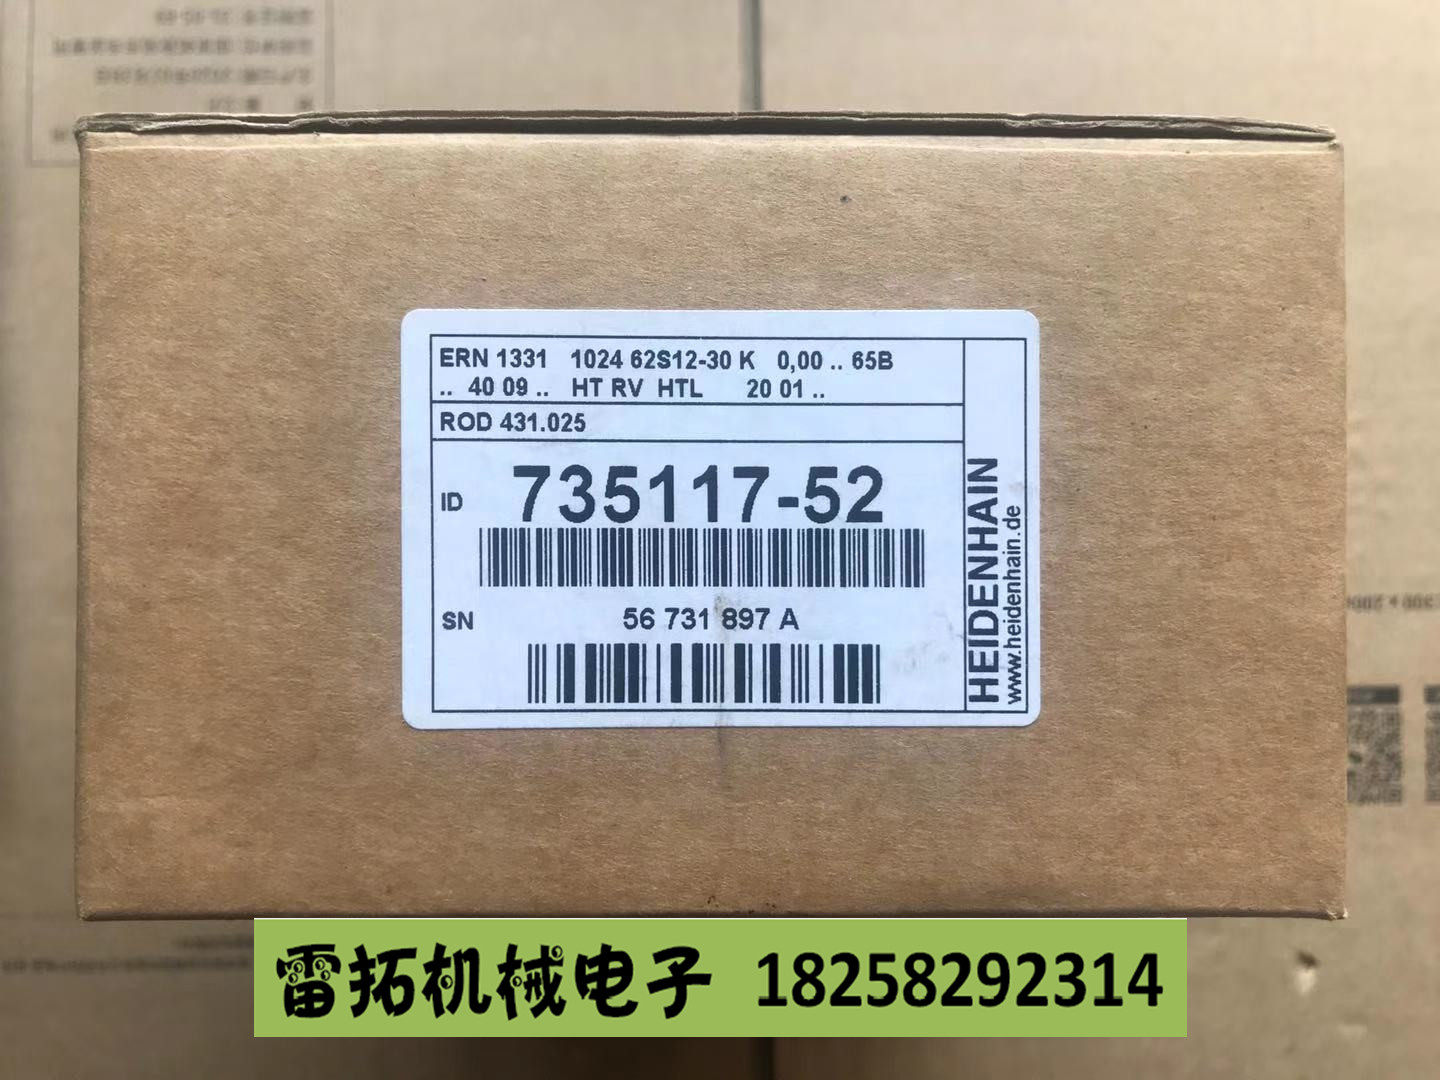 ERN 1331 1024 62S12-30 K 0,00 .. 65B
.. 40 09 .. HT RV HTL 20 01 ..
ROD 431.025
ID 735117-52
SN 56 731 897 A
HEIDENHAIN
www.heidenhain.de
雷拓机械电子 18258292314